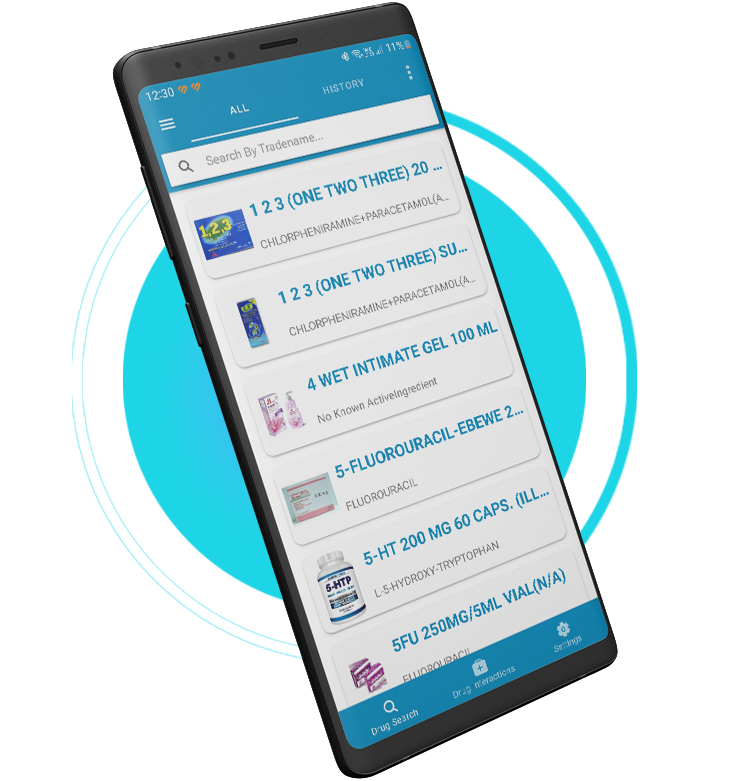 12:30
11%
ALL
HISTORY
Search By Tradename...
1 2 3 (ONE TWO THREE) 20 ...
1,2,3
CHLORPHENIRAMINE+PARACETAMOL(A...
1 2 3 (ONE TWO THREE) SU...
CHLORPHENIRAMINE+PARACETAMOL(A...
4 WET INTIMATE GEL 100 ML
No Known ActiveIngredient
5-FLUOROURACIL-EBEWE 2...
FLUOROURACIL
5-HT 200 MG 60 CAPS. (ILL...
5-HTP
L-5-HYDROXY-TRYPTOPHAN
5FU 250MG/5ML VIAL(N/A)
FLUOROURACIL
Drug Search
Drug Interactions
Settings